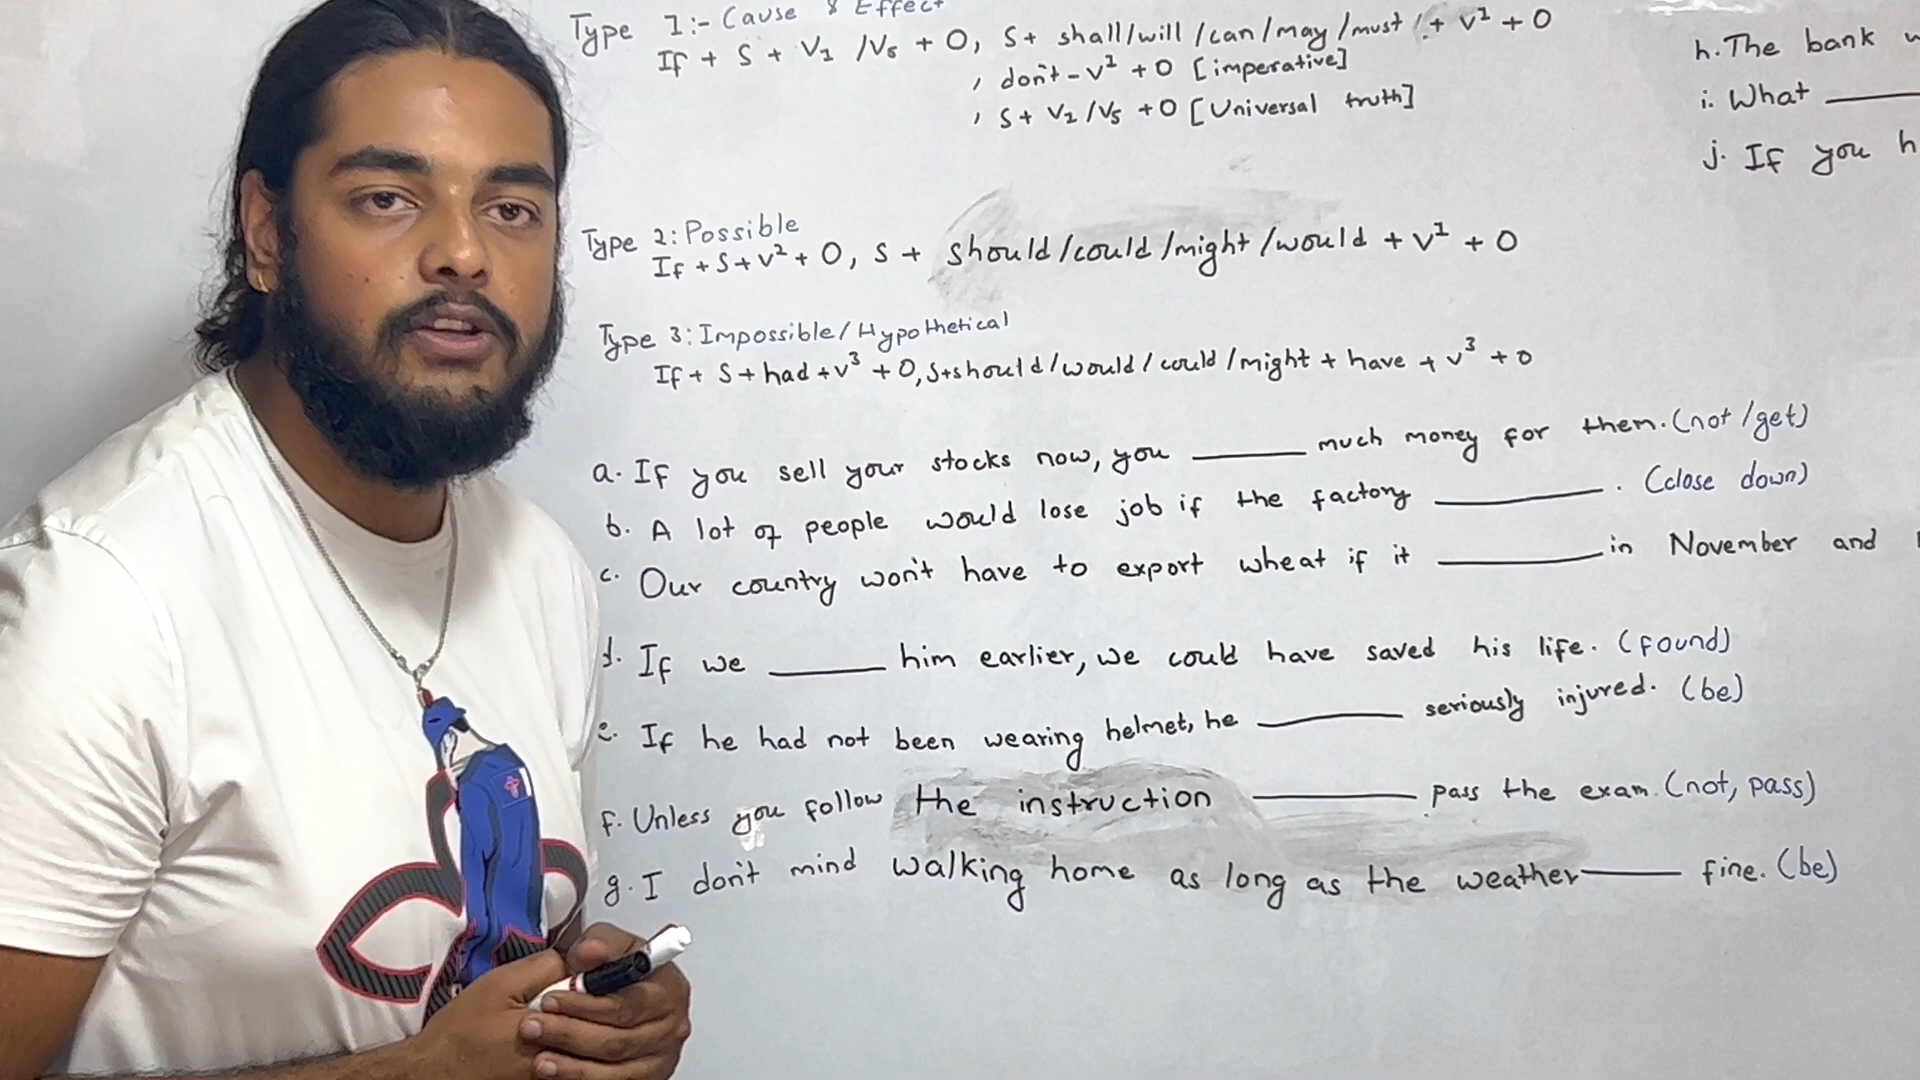 Type 1:- Cause & Effect
If + S + V₁ /V₅ + O, S+ shall/will /can/may/must /+ V¹ + O
, don't - V¹ + O [imperative]
, S+ V₁ /V₅ +O [Universal truth]
Type 2: Possible
If +S+V²+ O, S + should/could/might/would + V¹ + O
Type 3: Impossible/Hypothetical
If + S+had+V³ +O, S+should/would/could/might + have + V³ + O
a. If you sell your stocks now, you ______ much money for them. (not/get)
b. A lot of people would lose job if the factory ______. (close down)
c. Our country won't have to export wheat if it ______ in November and
d. If we ______ him earlier, we could have saved his life. (found)
e. If he had not been wearing helmet, he ______ seriously injured. (be)
f. Unless you follow the instruction ______ pass the exam. (not, pass)
g. I don't mind walking home as long as the weather ______ fine. (be)
h. The bank
i. What ______
j. If you h